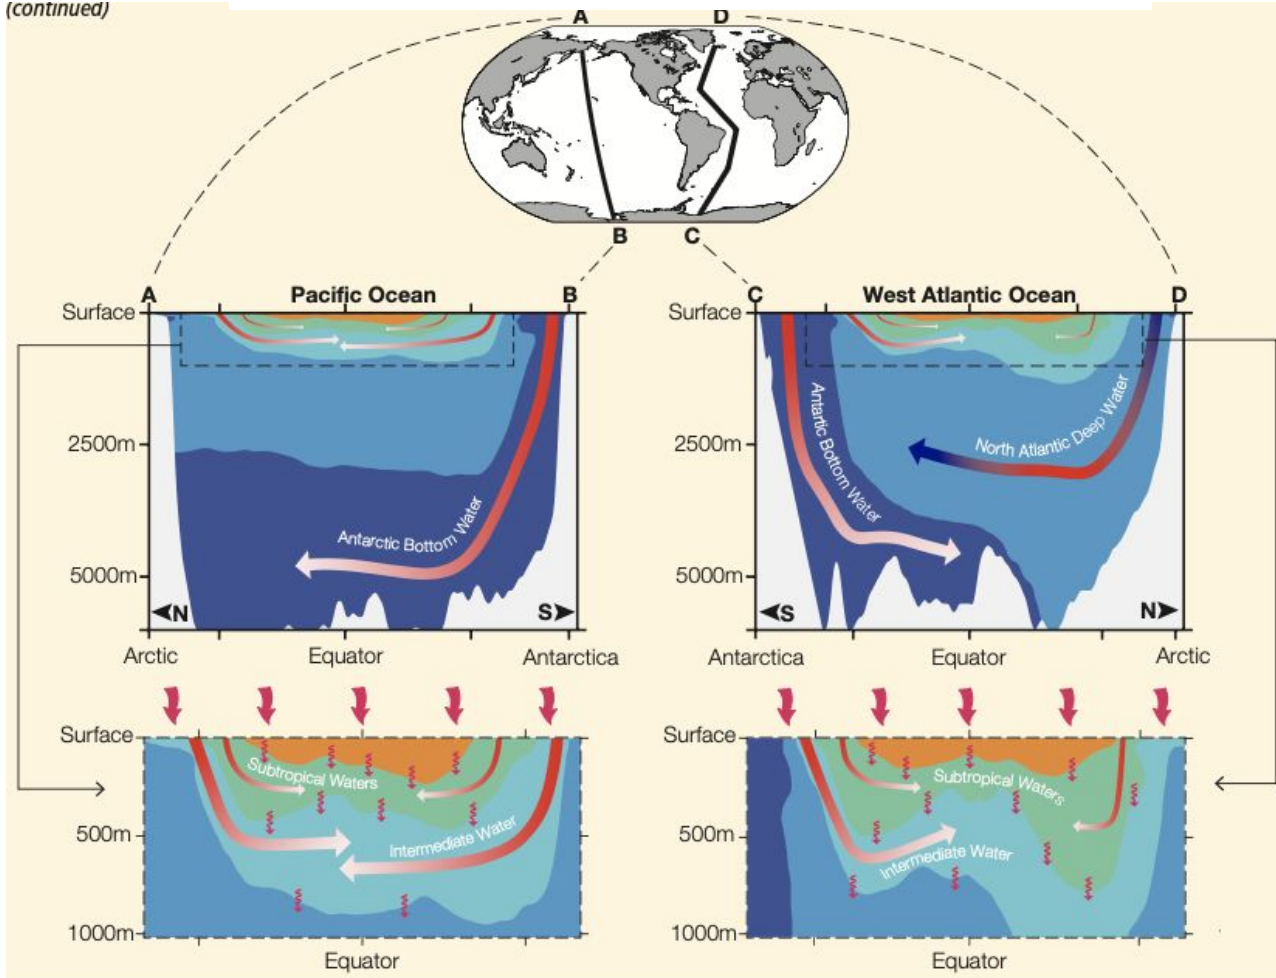 (continued)
A D
B C
A Pacific Ocean B
Surface
2500m
Antarctic Bottom Water
5000m
N S
Arctic Equator Antarctica
C West Atlantic Ocean D
Surface
2500m
Antartic Bottom Water
North Atlantic Deep Water
5000m
S N
Antarctica Equator Arctic
Surface
Subtropical Waters
500m
Intermediate Water
1000m
Equator
Surface
Subtropical Waters
500m
Intermediate Water
1000m
Equator